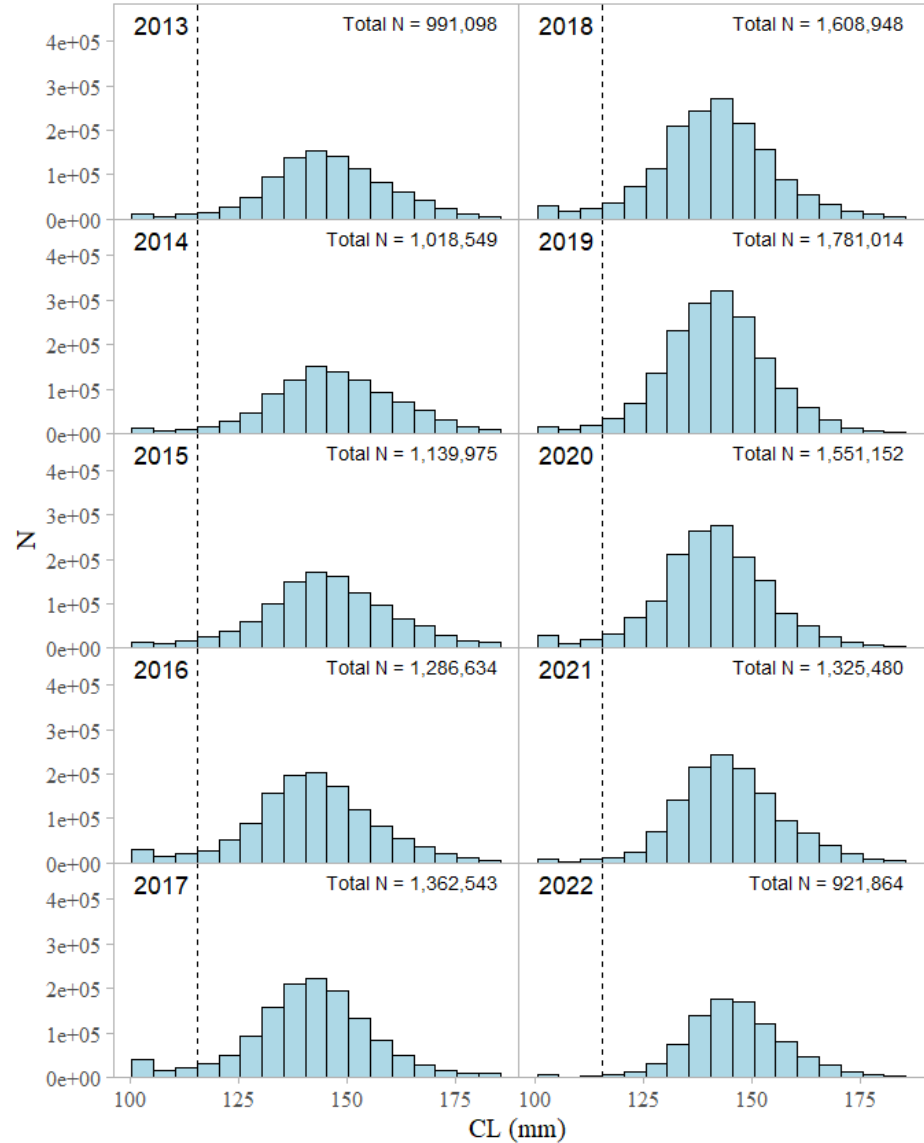 2013 Total N = 991,098
4e+05
3e+05
2e+05
1e+05
0e+00
2018 Total N = 1,608,948
2014 Total N = 1,018,549
4e+05
3e+05
2e+05
1e+05
0e+00
2019 Total N = 1,781,014
2015 Total N = 1,139,975
4e+05
3e+05
2e+05
1e+05
0e+00
2020 Total N = 1,551,152
N
2016 Total N = 1,286,634
4e+05
3e+05
2e+05
1e+05
0e+00
2021 Total N = 1,325,480
2017 Total N = 1,362,543
4e+05
3e+05
2e+05
1e+05
0e+00
2022 Total N = 921,864
100 125 150 175 100 125 150 175
CL (mm)